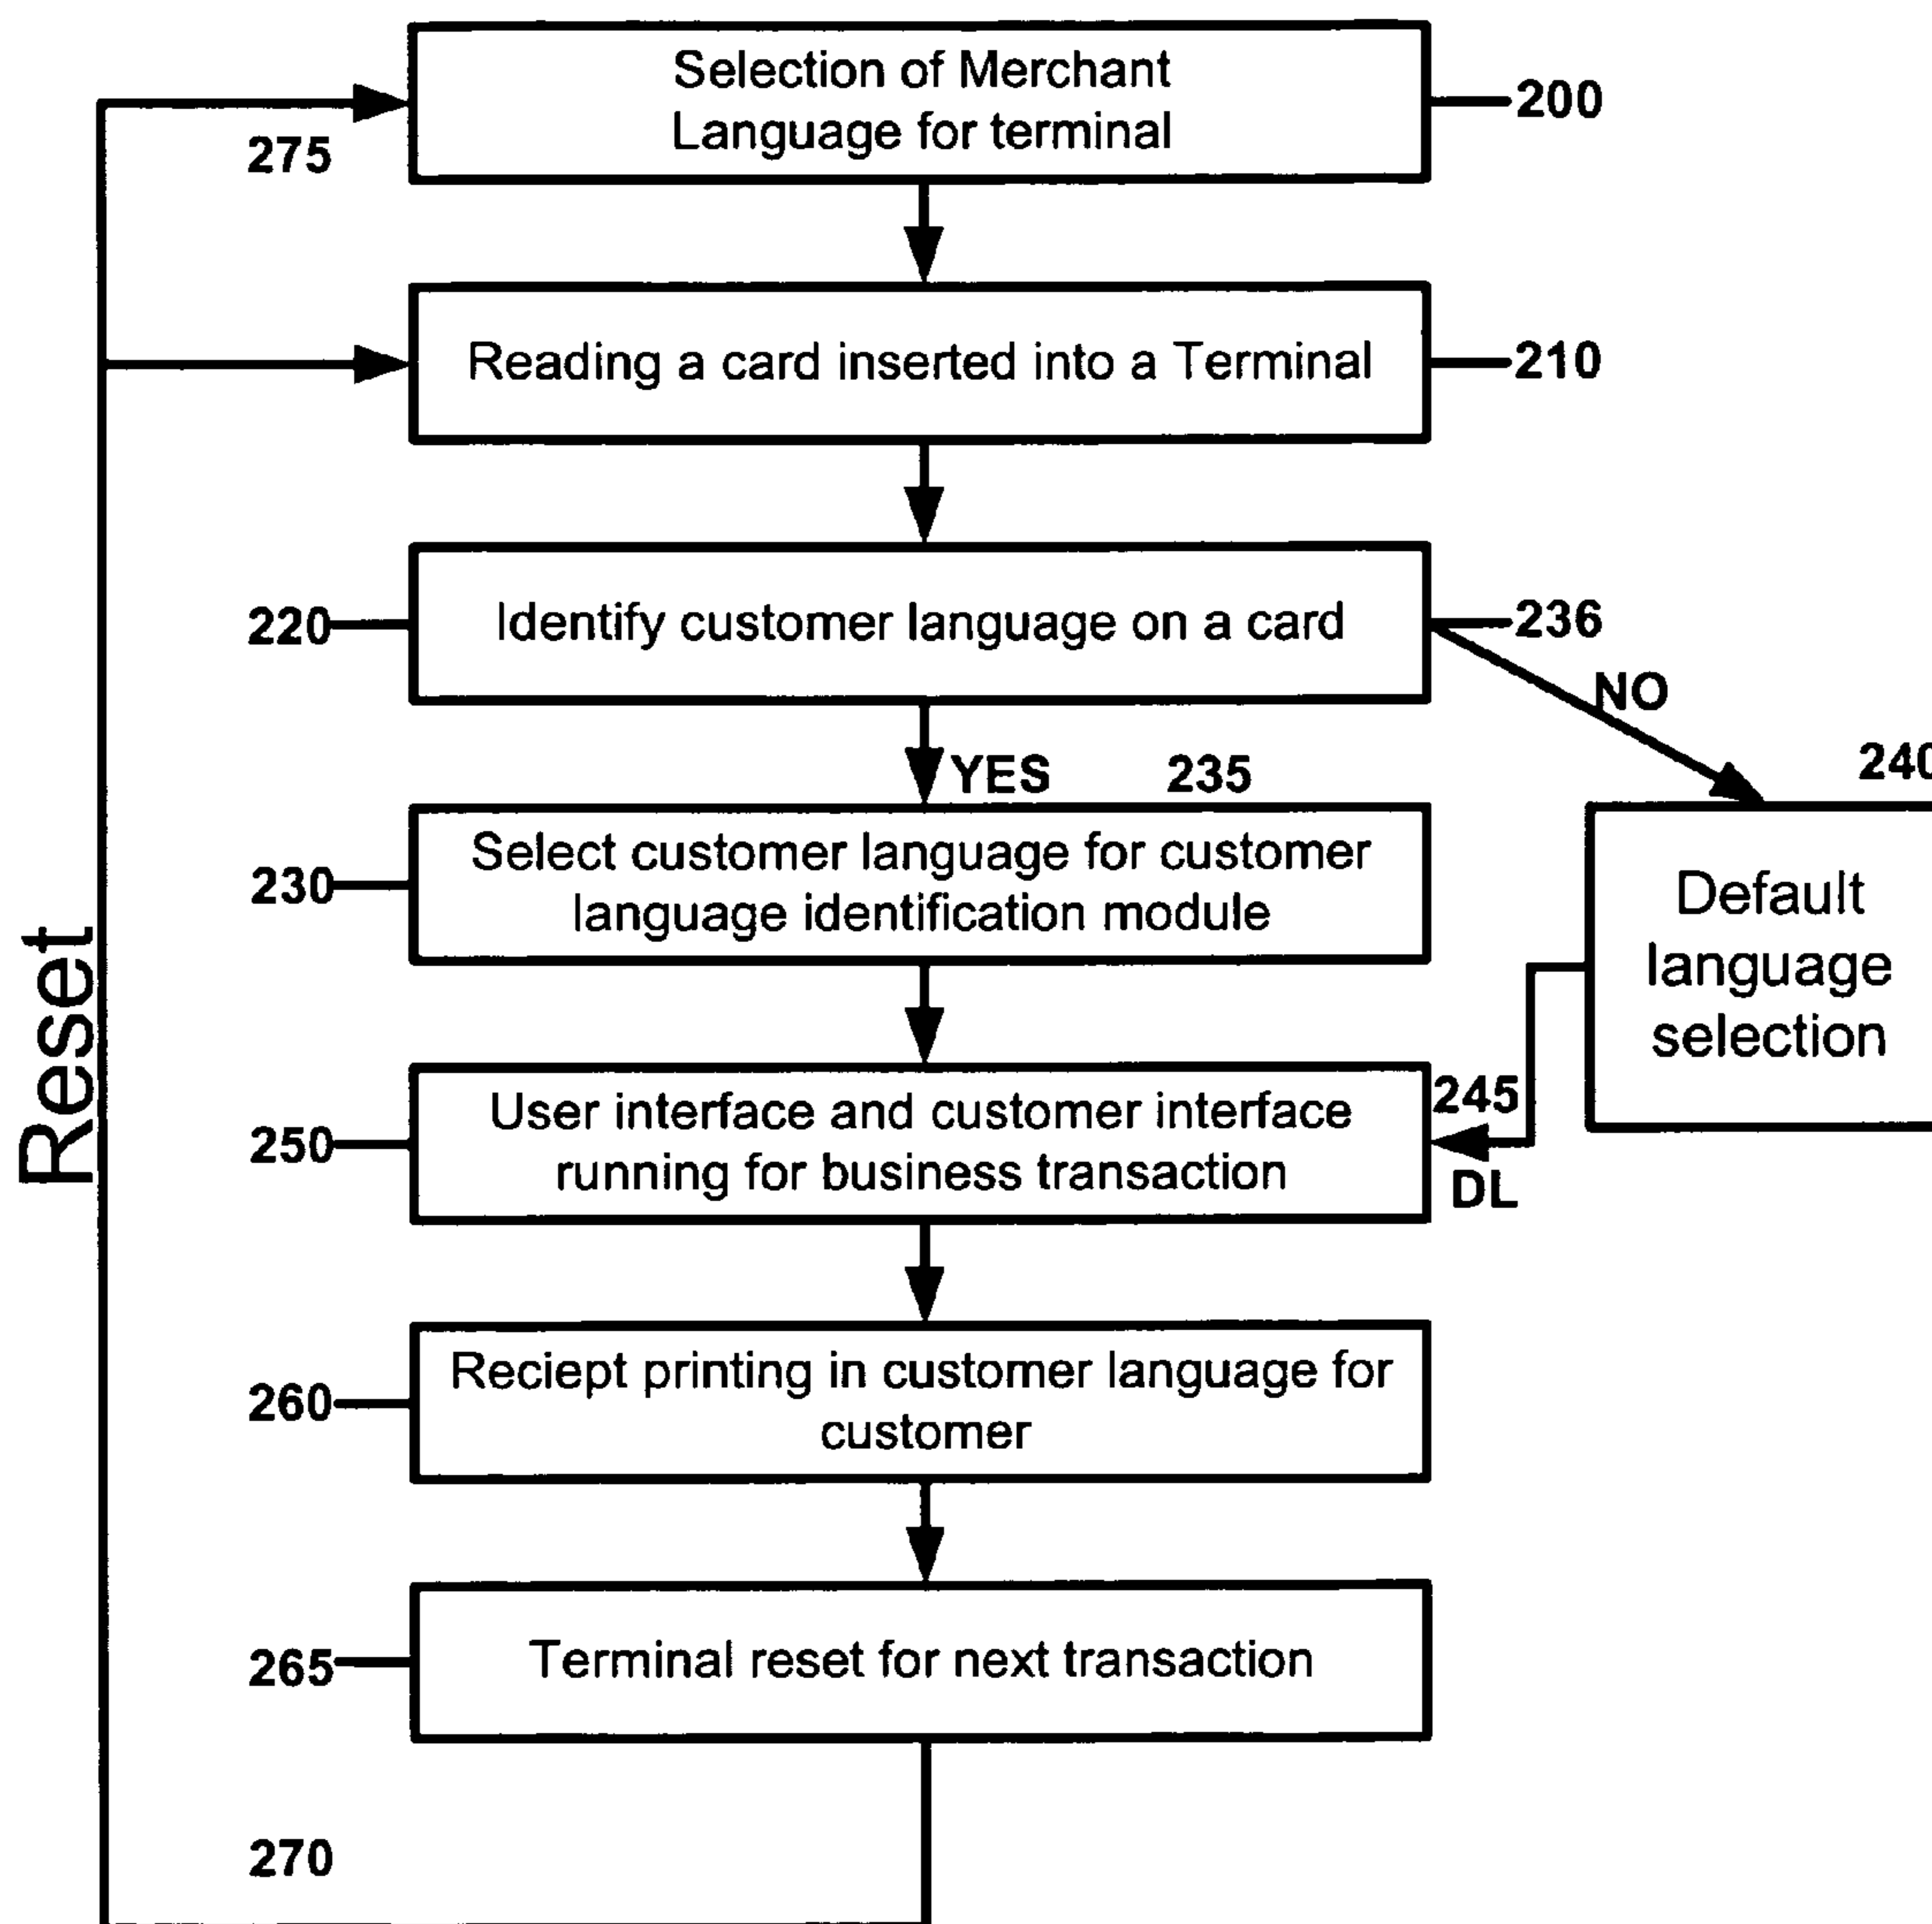 Selection of Merchant
Language for terminal
200
275
Reading a card inserted into a Terminal
210
220
Identify customer language on a card
236
NO
YES
235
240
230
Select customer language for customer
language identification module
Default
language
selection
Reset
245
250
User interface and customer interface
running for business transaction
DL
260
Reciept printing in customer language for
customer
265
Terminal reset for next transaction
270